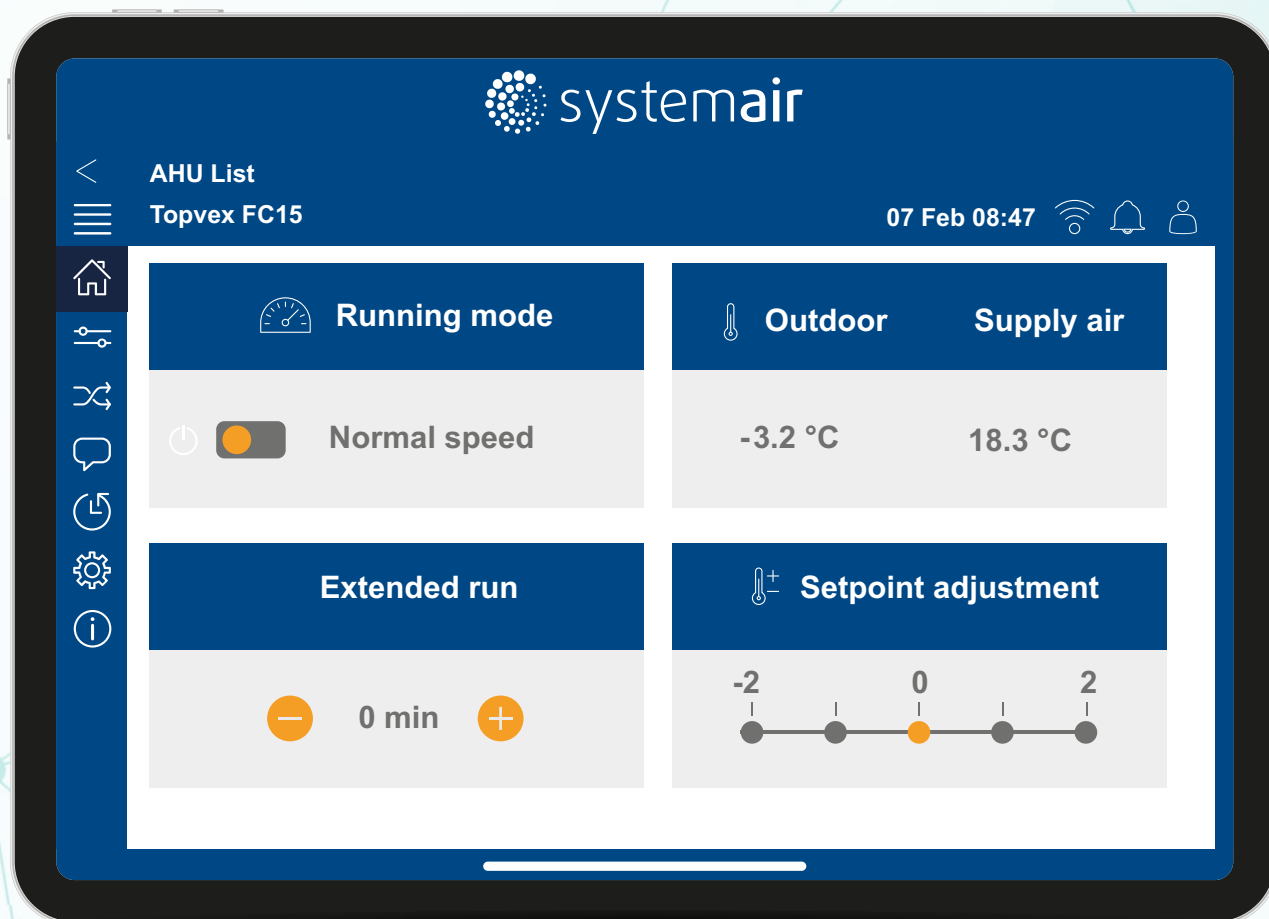 systemair
AHU List
Topvex FC15
07 Feb 08:47
Running mode
Normal speed
Outdoor Supply air
-3.2 °C 18.3 °C
Extended run
0 min
Setpoint adjustment
-2 0 2